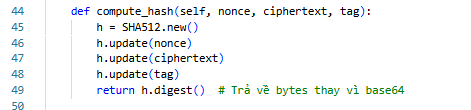 44 def compute_hash(self, nonce, ciphertext, tag):
45 h = SHA512.new()
46 h.update(nonce)
47 h.update(ciphertext)
48 h.update(tag)
49 return h.digest()  # Trả về bytes thay vì base64
50